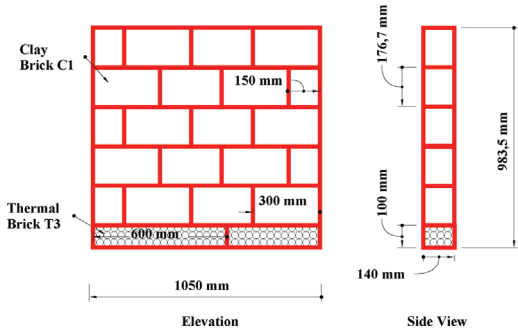 Clay
Brick C1
150 mm
300 mm
Thermal
Brick T3
600 mm
1050 mm
Elevation
176,7 mm
983,5 mm
100 mm
140 mm
Side View